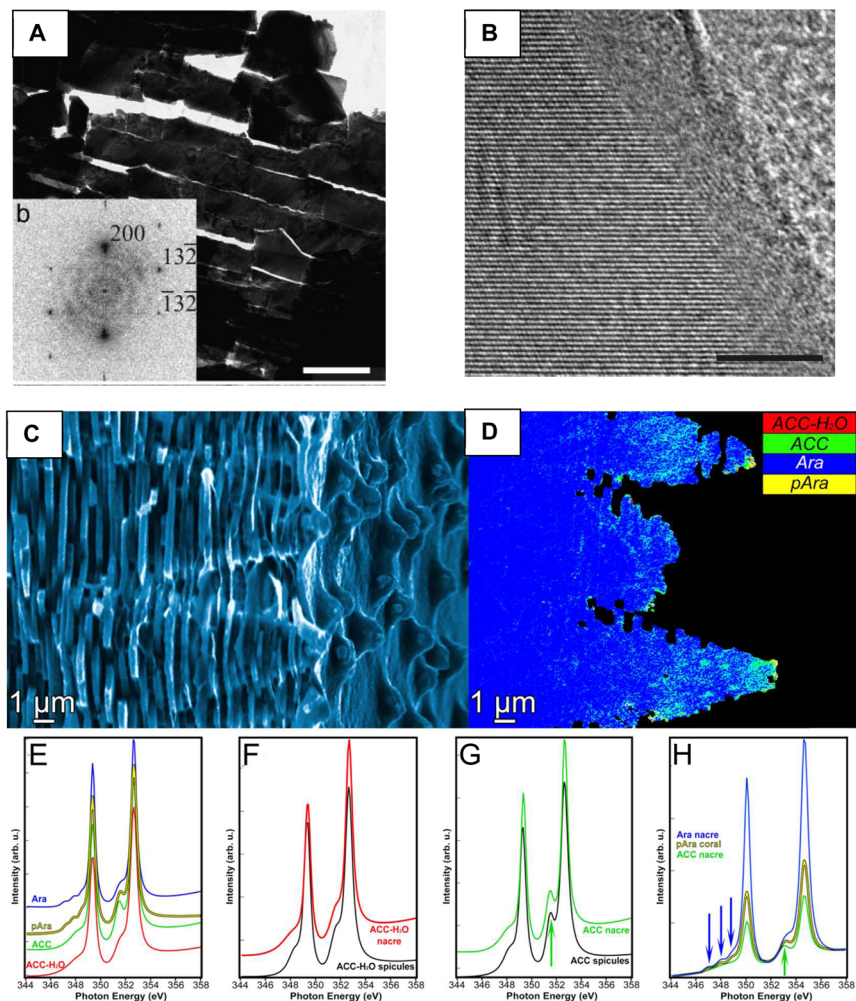 A
B
b
200
132̅
1̅32̅
C
D
ACC-H₂O
ACC
Ara
pAra
1 µm
1 µm
E
F
G
H
Intensity (arb. u.)
Ara
pAra
ACC
ACC-H₂O
344 346 348 350 352 354 356 358
Photon Energy (eV)
Intensity (arb. u.)
ACC-H₂O
nacre
ACC-H₂O spicules
344 346 348 350 352 354 356 358
Photon Energy (eV)
Intensity (arb. u.)
ACC nacre
ACC spicules
344 346 348 350 352 354 356 358
Photon Energy (eV)
Intensity (arb. u.)
Ara nacre
pAra coral
ACC nacre
344 346 348 350 352 354 356 358
Photon Energy (eV)